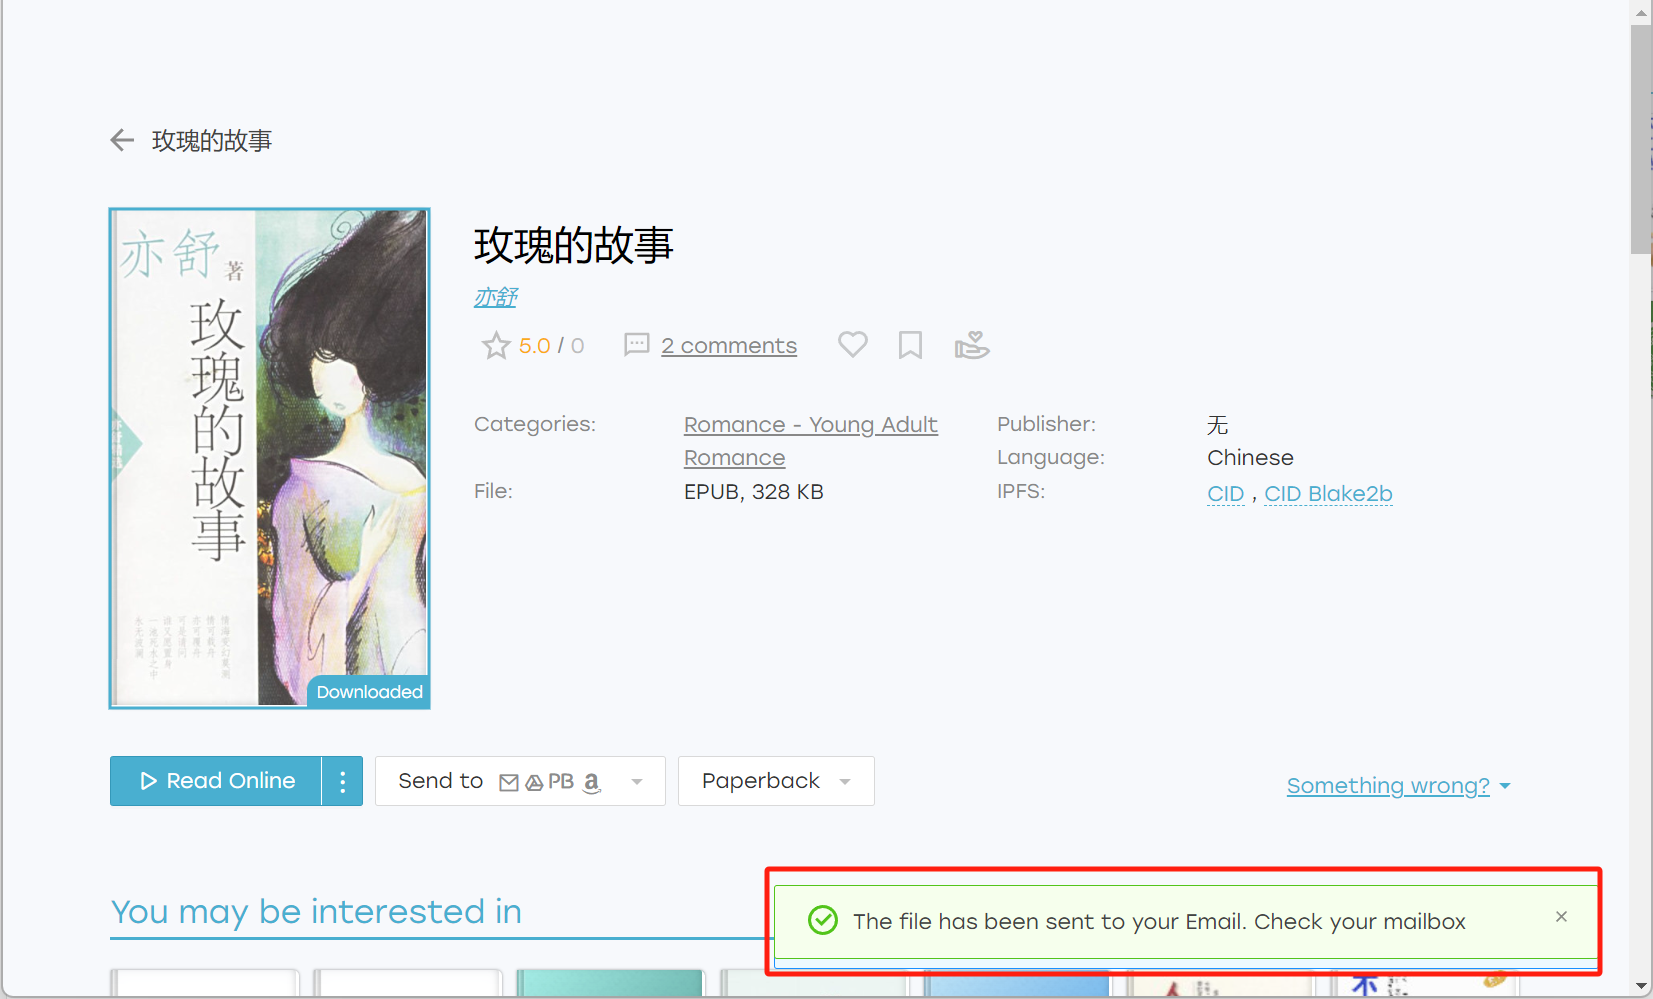 玫瑰的故事
亦舒 著
玫瑰的故事
Downloaded
玫瑰的故事
亦舒
5.0 / 0
2 comments
Categories:
Romance - Young Adult
Romance
File:
EPUB, 328 KB
Publisher:
无
Language:
Chinese
IPFS:
CID , CID Blake2b
Read Online
Send to PB a
Paperback
Something wrong?
You may be interested in
The file has been sent to your Email. Check your mailbox